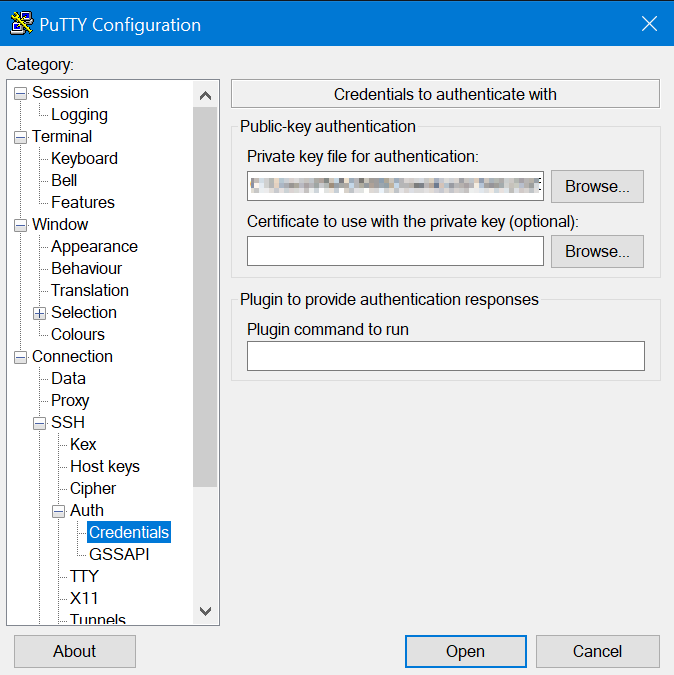 PuTTY Configuration
Category:
Session
Logging
Terminal
Keyboard
Bell
Features
Window
Appearance
Behaviour
Translation
Selection
Colours
Connection
Data
Proxy
SSH
Kex
Host keys
Cipher
Auth
Credentials
GSSAPI
TTY
X11
Tunnels
Credentials to authenticate with
Public-key authentication
Private key file for authentication:
Browse...
Certificate to use with the private key (optional):
Browse...
Plugin to provide authentication responses
Plugin command to run
About
Open
Cancel